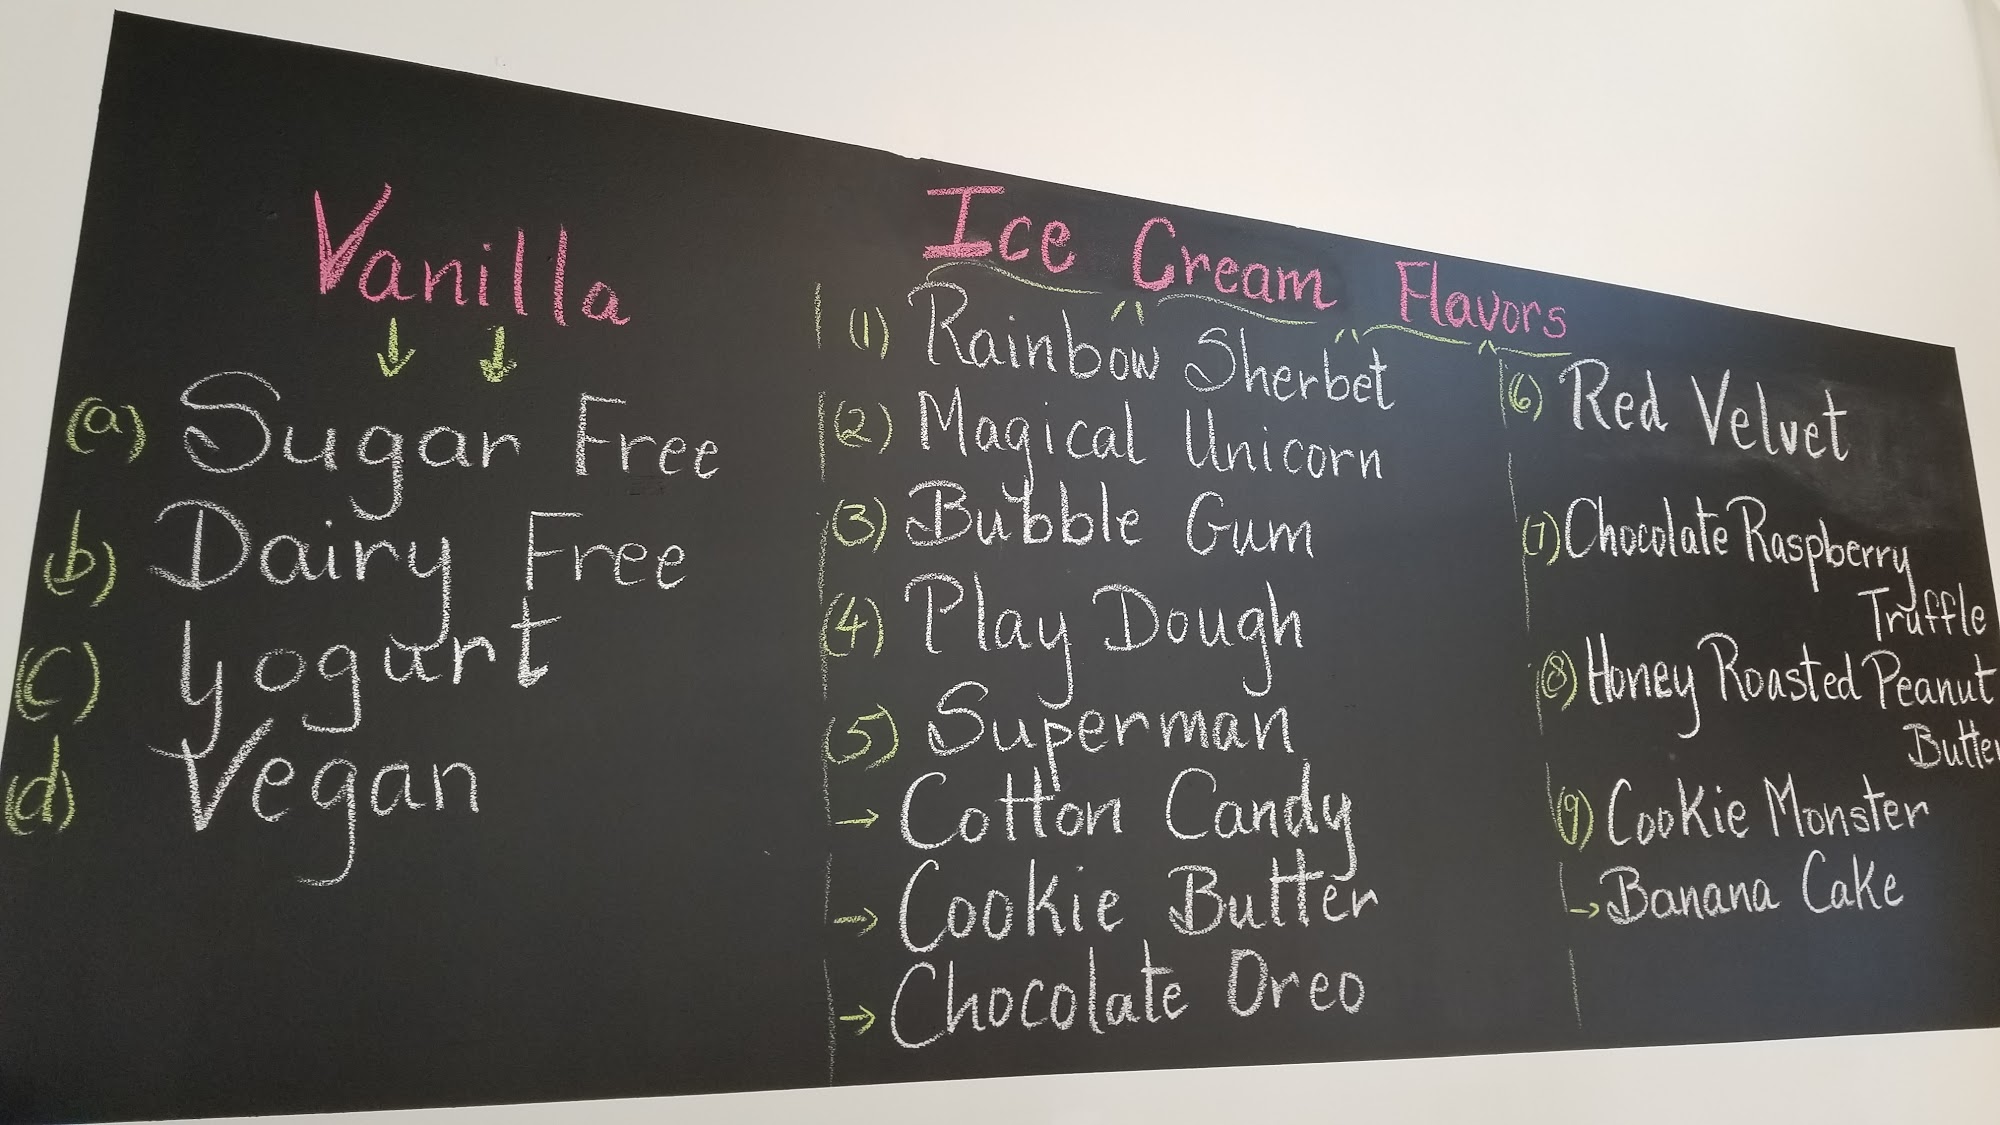 Vanilla
(a) Sugar Free
(b) Dairy Free
(c) Yogurt
(d) Vegan
Ice Cream Flavors
(1) Rainbow Sherbet
(2) Magical Unicorn
(3) Bubble Gum
(4) Play Dough
(5) Superman
→ Cotton Candy
→ Cookie Butter
→ Chocolate Oreo
(6) Red Velvet
(7) Chocolate Raspberry
Truffle
(8) Honey Roasted Peanut
Butter
(9) Cookie Monster
→ Banana Cake